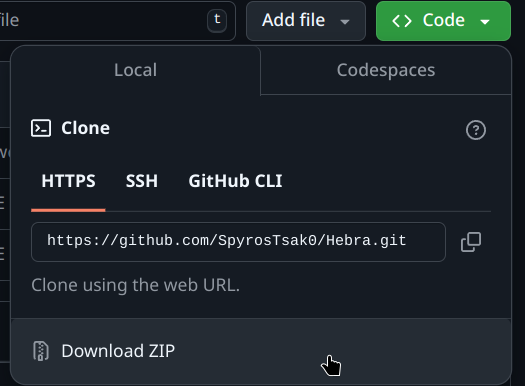 file t Add file Code
Local Codespaces
Clone
HTTPS SSH GitHub CLI
https://github.com/SpyrosTsak0/Hebra.git
Clone using the web URL.
Download ZIP